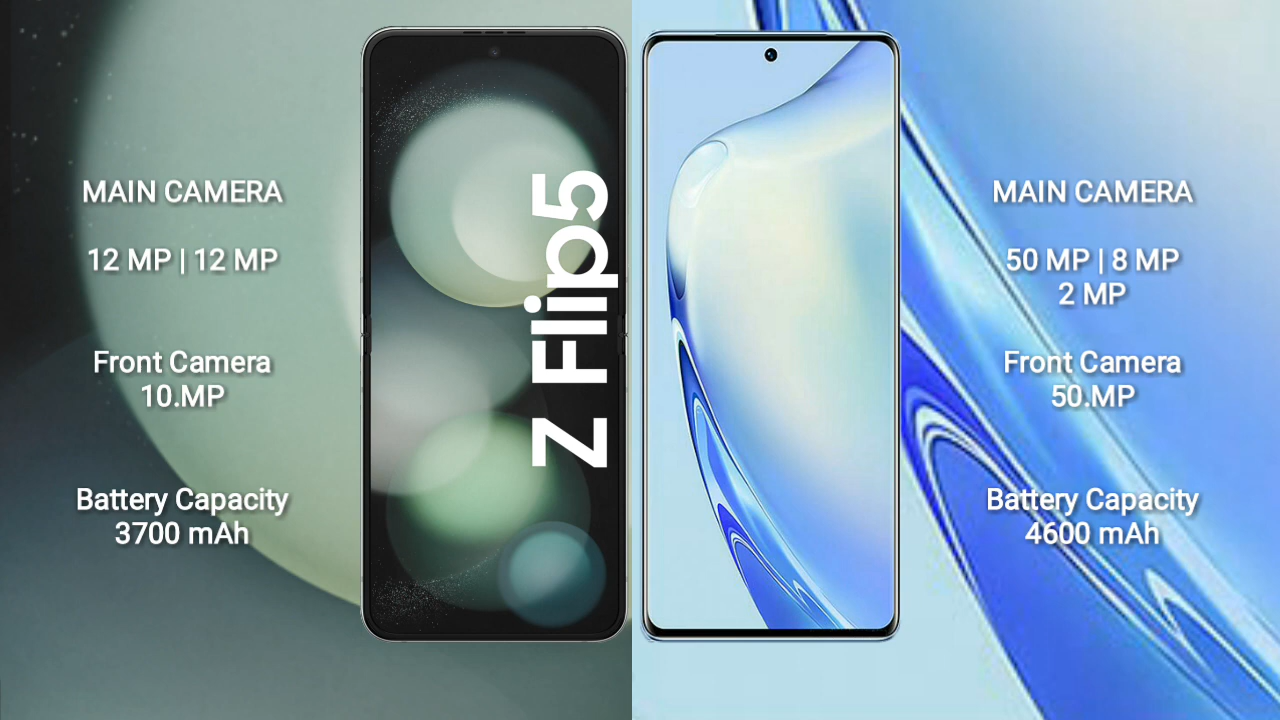 MAIN CAMERA
12 MP | 12 MP
Front Camera
10.MP
Battery Capacity
3700 mAh
Z Flip5
MAIN CAMERA
50 MP | 8 MP
2 MP
Front Camera
50.MP
Battery Capacity
4600 mAh